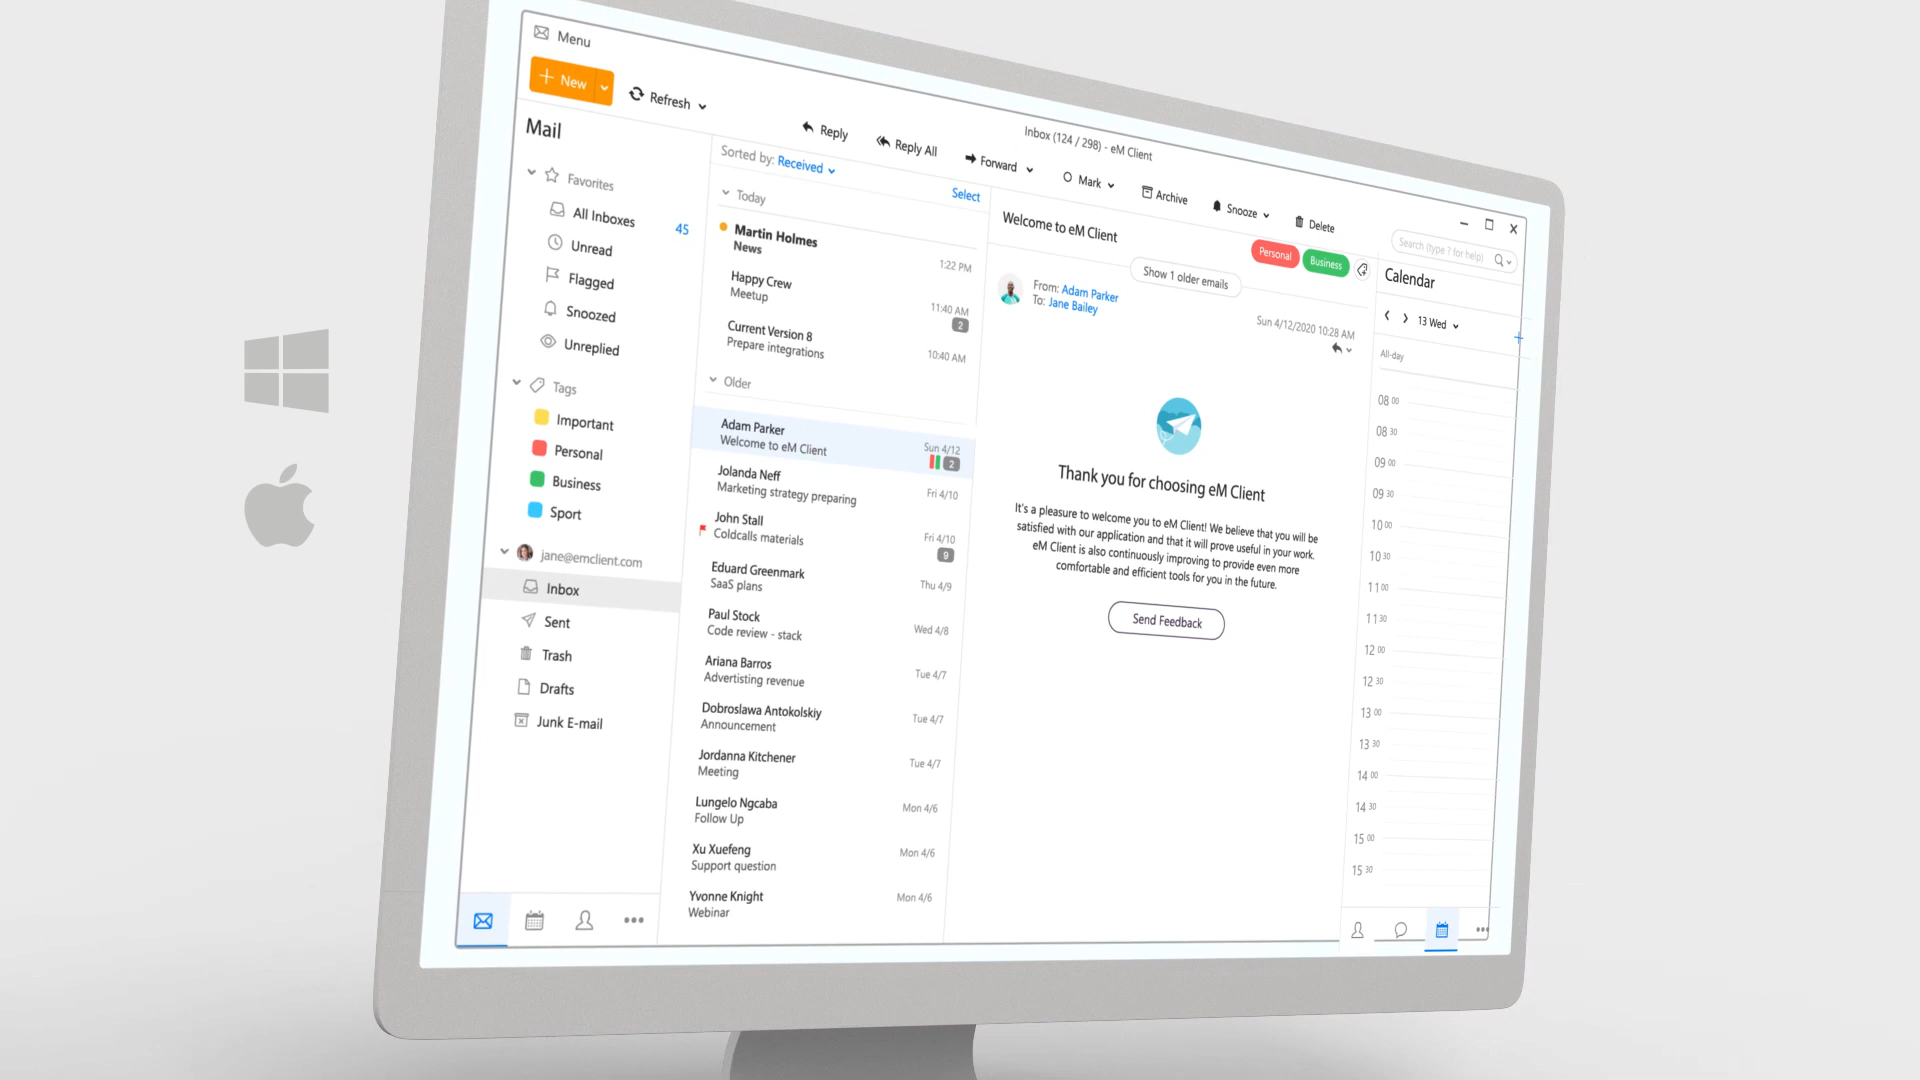 Menu
New
Refresh
Mail
Favorites
All Inboxes 45
Unread
Flagged
Snoozed
Unreplied
Tags
Important
Personal
Business
Sport
jane@emclient.com
Inbox
Sent
Trash
Drafts
Junk E-mail
Inbox (124 / 298) - eM Client
Reply
Reply All
Forward
Mark
Archive
Snooze
Delete
Sorted by: Received
Select
Today
Martin Holmes
News
1:22 PM
Happy Crew
Meetup
11:40 AM
2
Current Version 8
Prepare integrations
10:40 AM
Older
Adam Parker
Welcome to eM Client
Sun 4/12
2
Jolanda Neff
Marketing strategy preparing
Fri 4/10
John Stall
Coldcalls materials
Fri 4/10
9
Eduard Greenmark
SaaS plans
Thu 4/9
Paul Stock
Code review - stack
Wed 4/8
Ariana Barros
Advertisting revenue
Tue 4/7
Dobroslawa Antokolskiy
Announcement
Tue 4/7
Jordanna Kitchener
Meeting
Tue 4/7
Lungelo Ngcaba
Follow Up
Mon 4/6
Xu Xuefeng
Support question
Mon 4/6
Yvonne Knight
Webinar
Mon 4/6
Welcome to eM Client
Personal
Business
Show 1 older emails
From: Adam Parker
To: Jane Bailey
Sun 4/12/2020 10:28 AM
Thank you for choosing eM Client
It's a pleasure to welcome you to eM Client! We believe that you will be
satisfied with our application and that it will prove useful in your work.
eM Client is also continuously improving to provide even more
comfortable and efficient tools for you in the future.
Send Feedback
Search (type ? for help)
Calendar
13 Wed
All-day
08 00
08 30
09 00
09 30
10 00
10 30
11 00
11 30
12 00
12 30
13 00
13 30
14 00
14 30
15 00
15 30